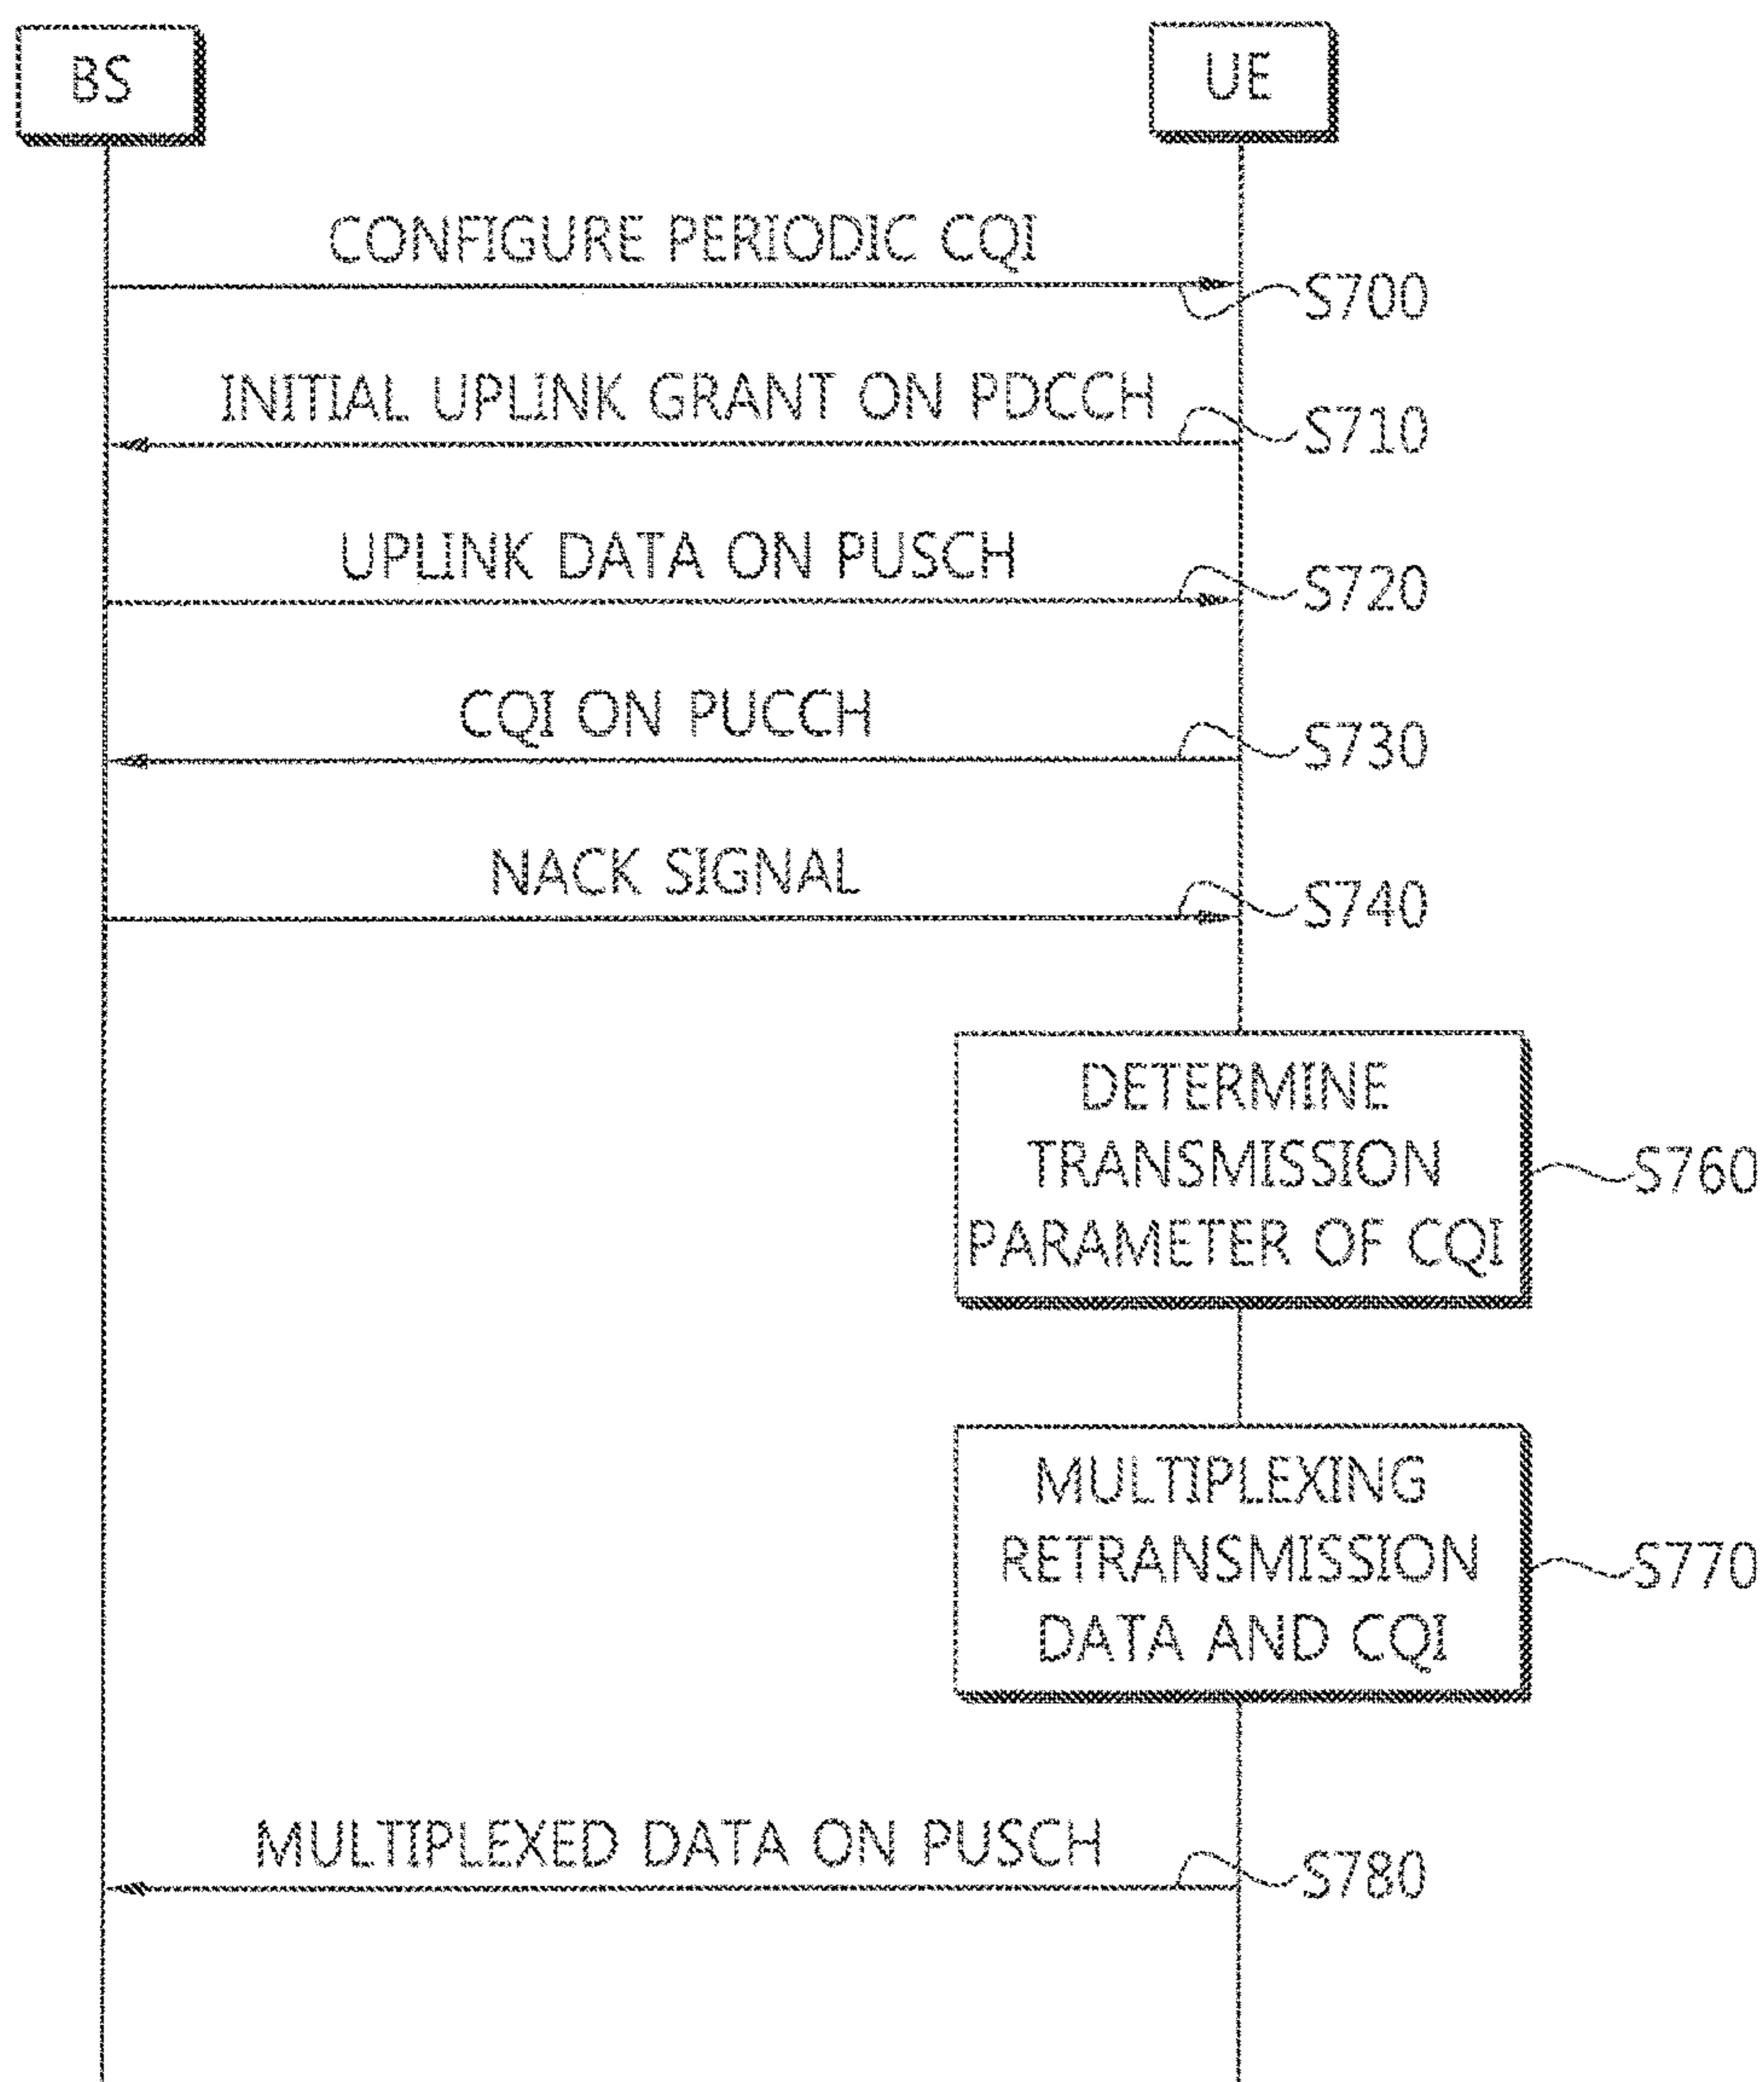 BS
UE
CONFIGURE PERIODIC CQI
S700
INITIAL UPLINK GRANT ON PDCCH
S710
UPLINK DATA ON PUSCH
S720
CQI ON PUCCH
S730
NACK SIGNAL
S740
DETERMINE
TRANSMISSION
PARAMETER OF CQI
S760
MULTIPLEXING
RETRANSMISSION
DATA AND CQI
S770
MULTIPLEXED DATA ON PUSCH
S780